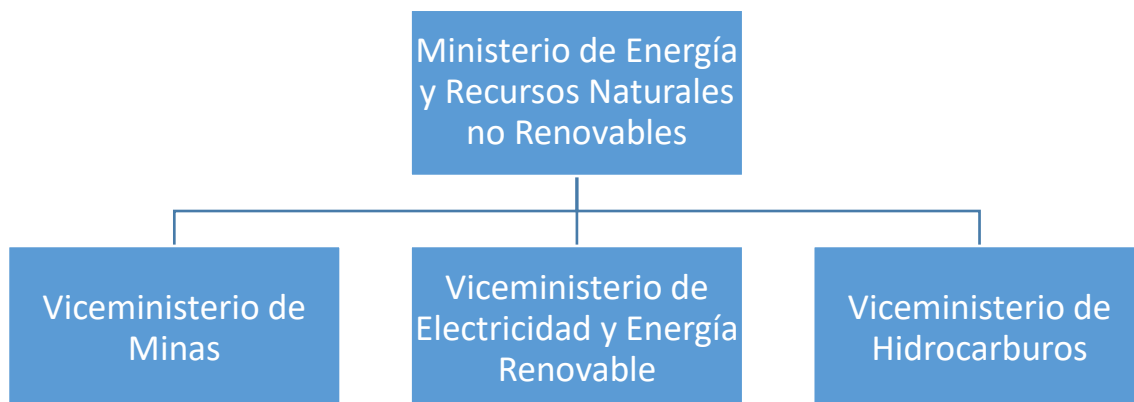 Ministerio de Energía
y Recursos Naturales
no Renovables
Viceministerio de
Minas
Viceministerio de
Electricidad y Energía
Renovable
Viceministerio de
Hidrocarburos